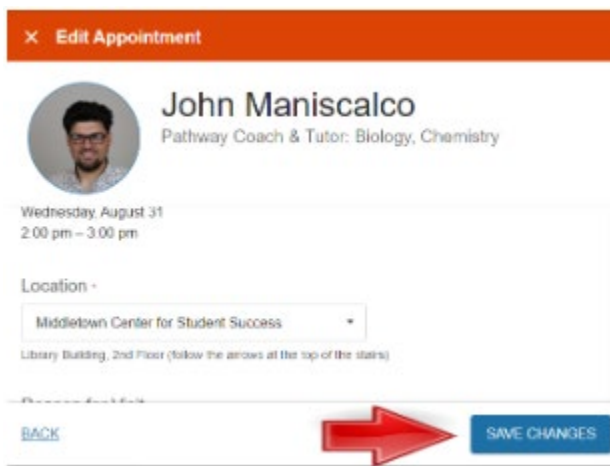 × Edit Appointment
John Maniscalco
Pathway Coach & Tutor: Biology, Chemistry
Wednesday, August 31
2:00 pm – 3:00 pm
Location -
Middletown Center for Student Success
Library Building, 2nd Floor (follow the arrows at the top of the stairs)
BACK
SAVE CHANGES